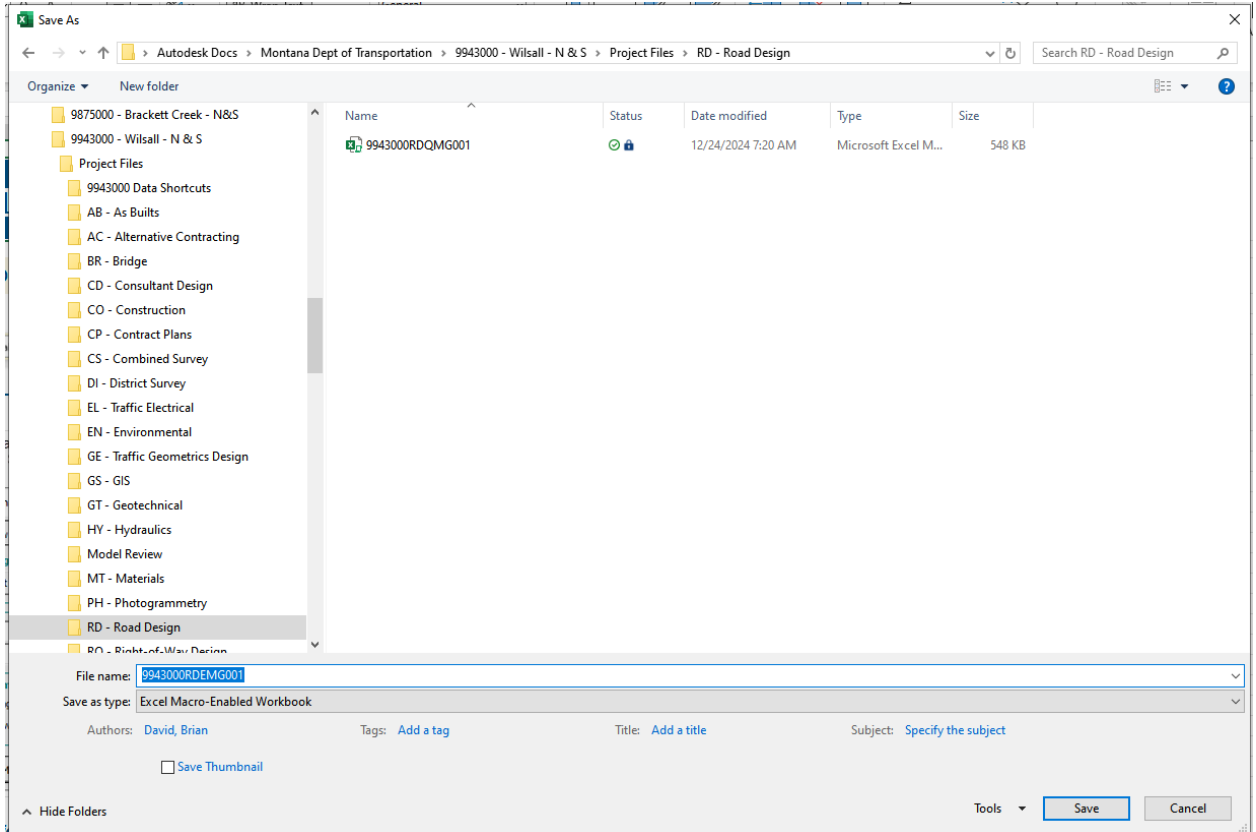 Save As
Autodesk Docs > Montana Dept of Transportation > 9943000 - Wilsall - N & S > Project Files > RD - Road Design
Search RD - Road Design
Organize
New folder
9875000 - Brackett Creek - N&S
9943000 - Wilsall - N & S
Project Files
9943000 Data Shortcuts
AB - As Builts
AC - Alternative Contracting
BR - Bridge
CD - Consultant Design
CO - Construction
CP - Contract Plans
CS - Combined Survey
DI - District Survey
EL - Traffic Electrical
EN - Environmental
GE - Traffic Geometrics Design
GS - GIS
GT - Geotechnical
HY - Hydraulics
Model Review
MT - Materials
PH - Photogrammetry
RD - Road Design
RO - Right-of-Way Design
Name Status Date modified Type Size
9943000RDQMG001 12/24/2024 7:20 AM Microsoft Excel M... 548 KB
File name: 9943000RDEMG001
Save as type: Excel Macro-Enabled Workbook
Authors: David, Brian Tags: Add a tag Title: Add a title Subject: Specify the subject
Save Thumbnail
Hide Folders
Tools Save Cancel